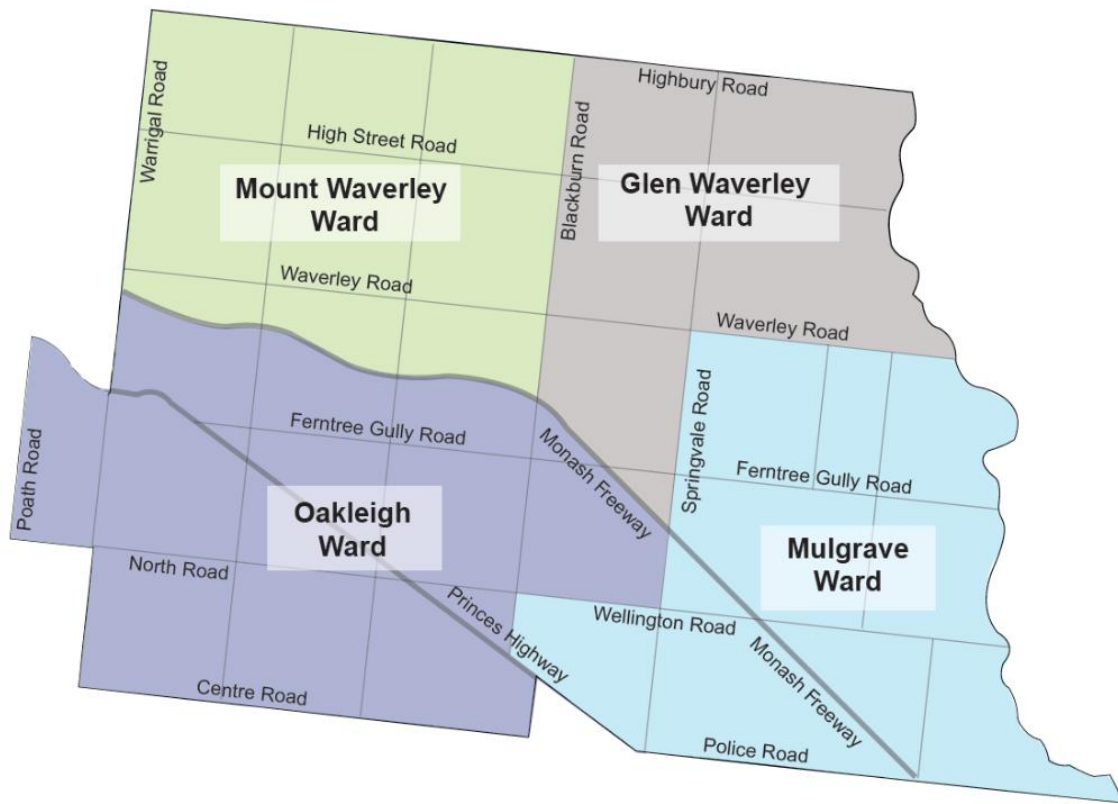 Highbury Road
Warrigal Road
High Street Road
Blackburn Road
Mount Waverley
Ward
Glen Waverley
Ward
Waverley Road
Waverley Road
Poath Road
Ferntree Gully Road
Monash Freeway
Springvale Road
Ferntree Gully Road
Oakleigh
Ward
Mulgrave
Ward
North Road
Princes Highway
Wellington Road
Monash Freeway
Centre Road
Police Road